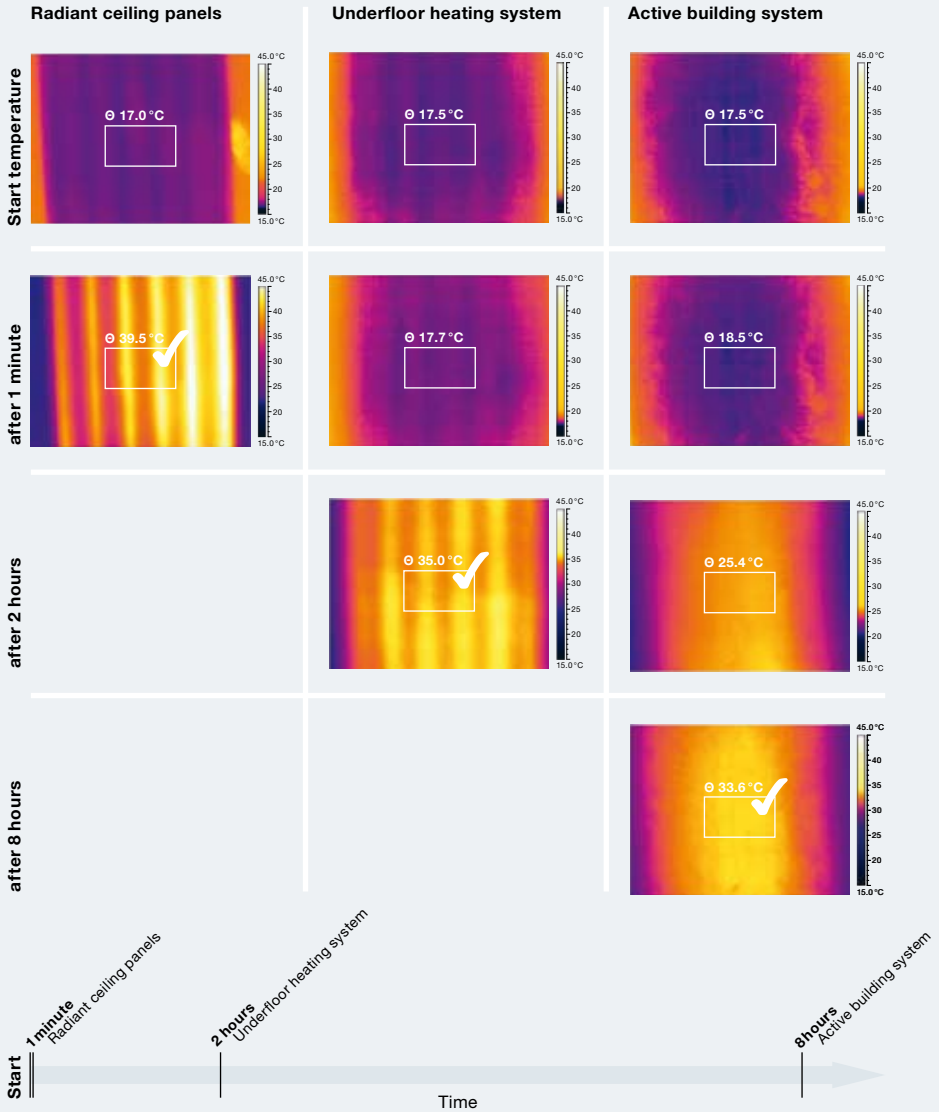 Radiant ceiling panels
Underfloor heating system
Active building system
Start temperature
Θ 17.0 °C
45.0 °C
40
35
30
25
20
15.0 °C
Θ 17.5 °C
45.0 °C
40
35
30
25
20
15.0 °C
Θ 17.5 °C
45.0 °C
40
35
30
25
20
15.0 °C
after 1 minute
Θ 39.5 °C
45.0 °C
40
35
30
25
20
15.0 °C
Θ 17.7 °C
45.0 °C
40
35
30
25
20
15.0 °C
Θ 18.5 °C
45.0 °C
40
35
30
25
20
15.0 °C
after 2 hours
Θ 35.0 °C
45.0 °C
40
35
30
25
20
15.0 °C
Θ 25.4 °C
45.0 °C
40
35
30
25
20
15.0 °C
after 8 hours
Θ 33.6 °C
45.0 °C
40
35
30
25
20
15.0 °C
Start
1 minute
Radiant ceiling panels
2 hours
Underfloor heating system
8 hours
Active building system
Time